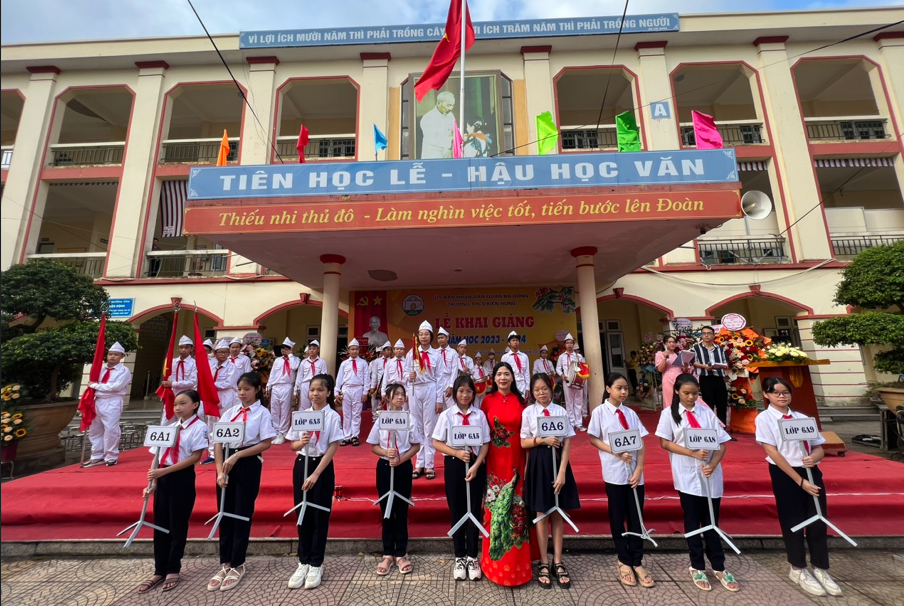 VÌ LỢI ÍCH MƯỜI NĂM THÌ PHẢI TRỒNG CÂY ÍCH TRĂM NĂM THÌ PHẢI TRỒNG NGƯỜI
A
TIÊN HỌC LỄ - HẬU HỌC VĂN
Thiếu nhi thủ đô - Làm nghìn việc tốt, tiến bước lên Đoàn
LỄ KHAI GIẢNG
HỌC 2023
6A1
6A2
LỚP 6A3
LỚP 6A4
LỚP 6A5
6A6
6A7
LỚP 6A8
LỚP 6A9